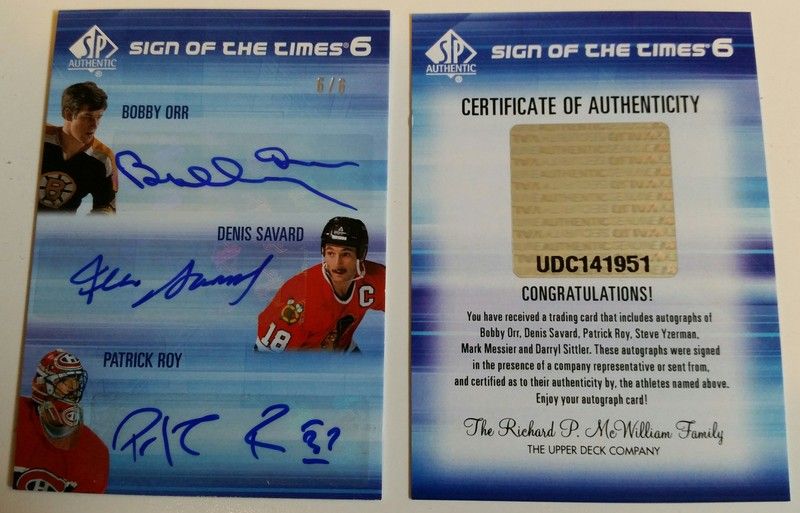 SP
AUTHENTIC
SIGN OF THE TIMES 6
6/6
BOBBY ORR
DENIS SAVARD
C
18
PATRICK ROY
SP
AUTHENTIC
SIGN OF THE TIMES 6
CERTIFICATE OF AUTHENTICITY
UDC141951
CONGRATULATIONS!
You have received a trading card that includes autographs of
Bobby Orr, Denis Savard, Patrick Roy, Steve Yzerman,
Mark Messier and Darryl Sittler. These autographs were signed
in the presence of a company representative or sent from,
and certified as to their authenticity by, the athletes named above.
Enjoy your autograph card!
The Richard P. McWilliam Family
THE UPPER DECK COMPANY